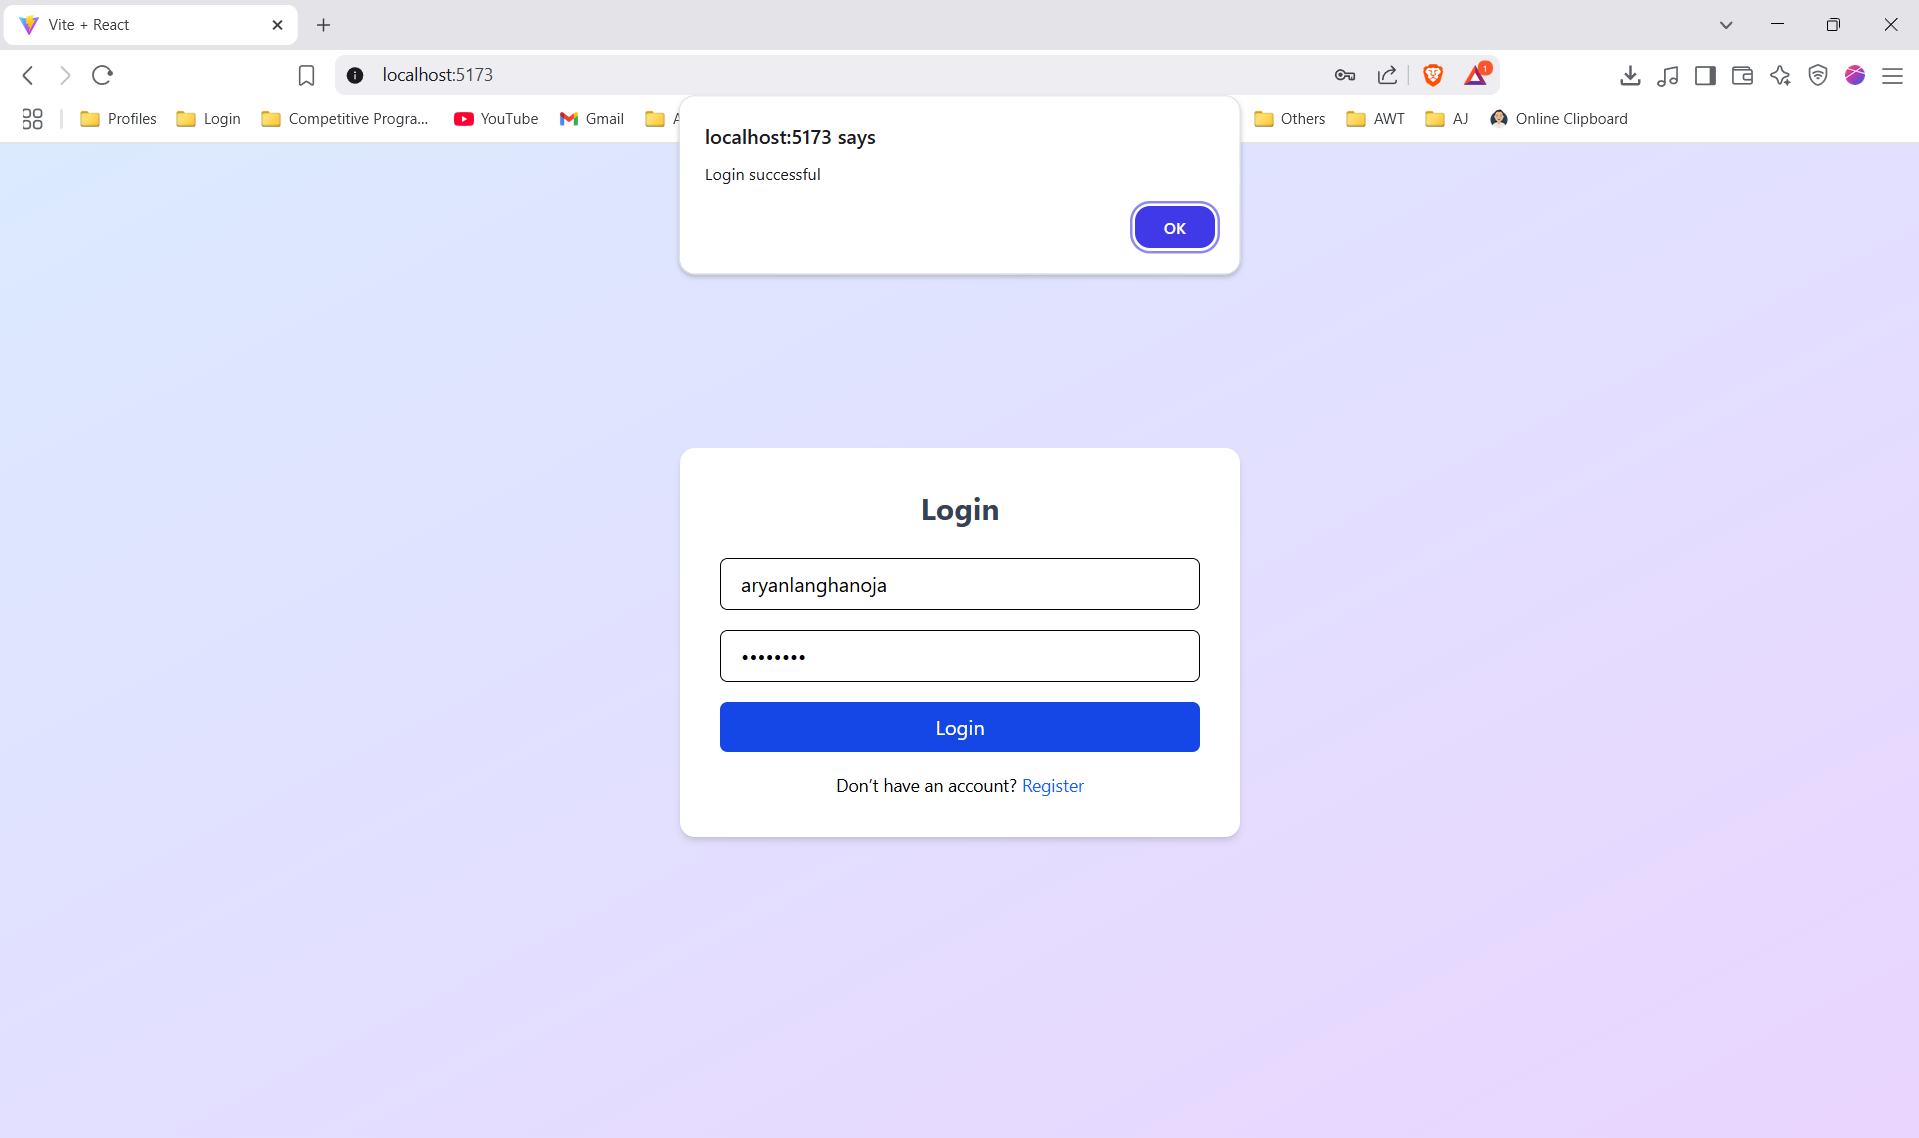 Vite + React
localhost:5173
1
Profiles
Login
Competitive Progra...
YouTube
Gmail
Others
AWT
AJ
Online Clipboard
localhost:5173 says
Login successful
OK
Login
aryanlanghanoja
••••••••
Login
Don't have an account? Register